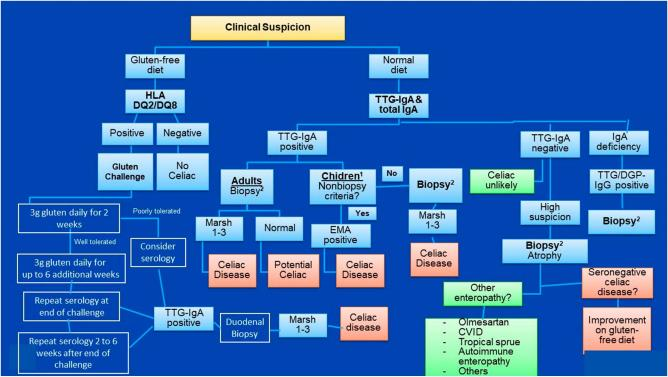 Clinical Suspicion
Gluten-free
diet
Normal
diet
HLA
DQ2/DQ8
TTG-IgA &
total IgA
Positive
Negative
TTG-IgA
positive
TTG-IgA
negative
IgA
deficiency
Gluten
Challenge
No
Celiac
Adults
Biopsy2
Chidren1
Nonbiopsy
criteria?
No
Biopsy2
Celiac
unlikely
TTG/DGP-
IgG positive
Yes
High
suspicion
Biopsy2
3g gluten daily for 2
weeks
Poorly tolerated
Marsh
1-3
Normal
EMA
positive
Marsh
1-3
Well tolerated
Consider
serology
Biopsy2
Atrophy
3g gluten daily for
up to 6 additional weeks
Celiac
Disease
Potential
Celiac
Celiac
Disease
Celiac
Disease
Other
enteropathy?
Seronegative
celiac
disease?
Repeat serology at
end of challenge
TTG-IgA
positive
Duodenal
Biopsy
Marsh
1-3
Celiac
disease
- Olmesartan
- CVID
- Tropical sprue
- Autoimmune
enteropathy
- Others
Improvement
on gluten-
free diet
Repeat serology 2 to 6
weeks after end of
challenge